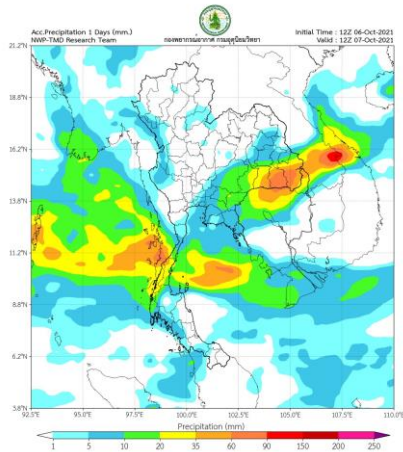 Acc.Precipitation 1 Days (mm.)
NWP-TMD Research Team
กองพยากรณ์อากาศ กรมอุตุนิยมวิทยา
Initial Time : 12Z 06-Oct-2021
Valid : 12Z 07-Oct-2021
21.2°N
18.8°N
16.2°N
13.8°N
11.2°N
8.8°N
6.2°N
3.8°N
92.5°E 95.0°E 97.5°E 100.0°E 102.5°E 105.0°E 107.5°E 110.0°E
Precipitation (mm)
1 5 10 20 35 60 90 150 200 250